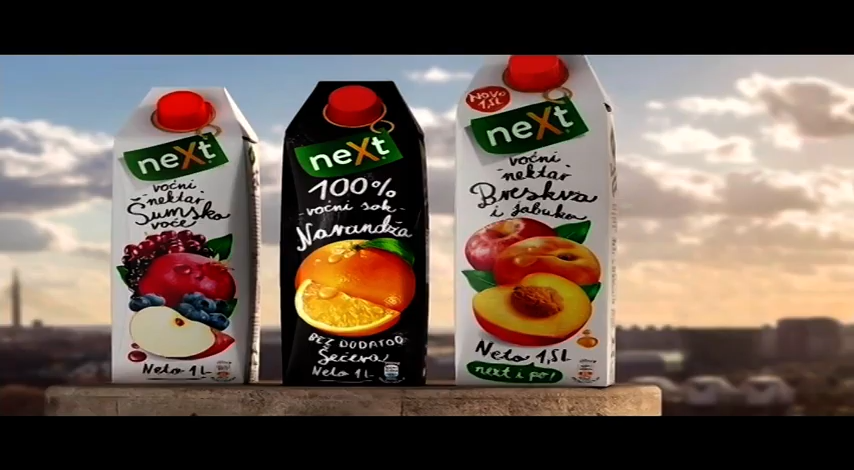 next
voćni
nektar
Šumsko
voće
Neto 1L
next
100%
voćni sok
Narandža
BEZ DODATOG
Šećera
Neto 1L
NOVO
1,5L
next
voćni
nektar
Breskva
i jabuka
Neto 1,5L
next i po!